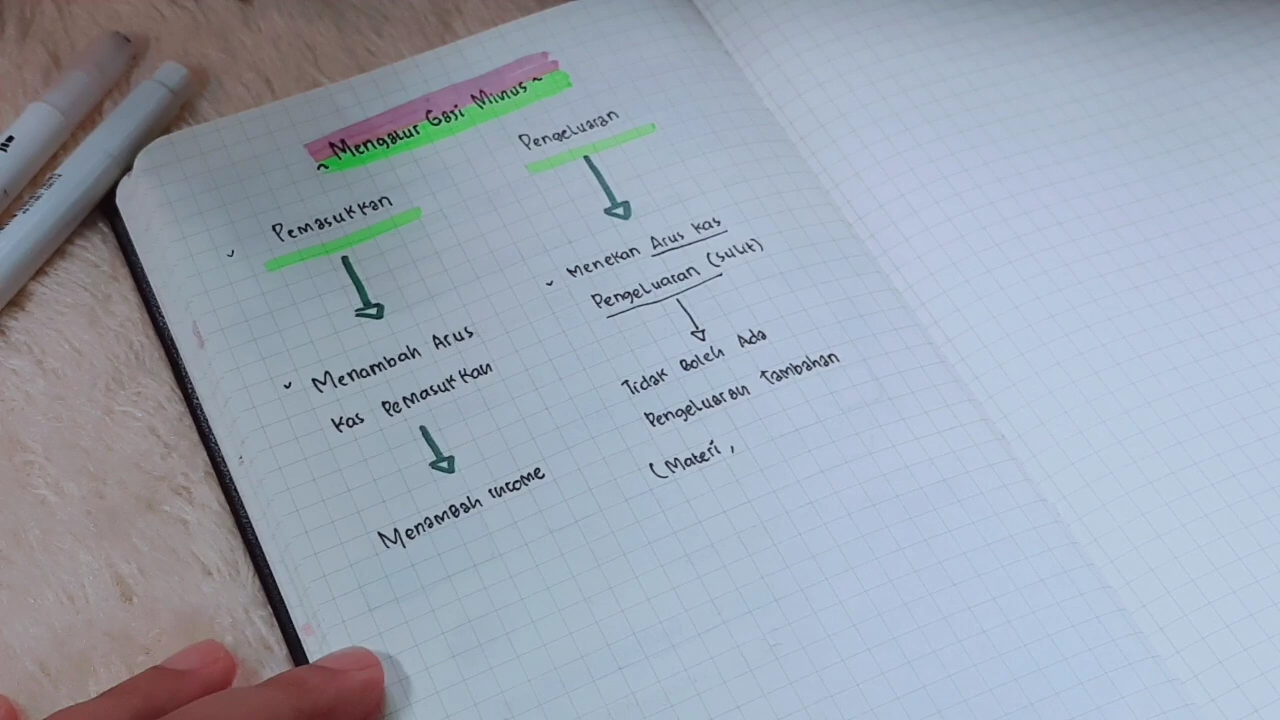 ~ Mengatur Gaji Minus ~
Pemasukkan
Menambah Arus
Kas Pemasukkan
Menambah income
Pengeluaran
Menekan Arus Kas
Pengeluaran (sulit)
Tidak Boleh Ada
Pengeluaran Tambahan
(Materi,